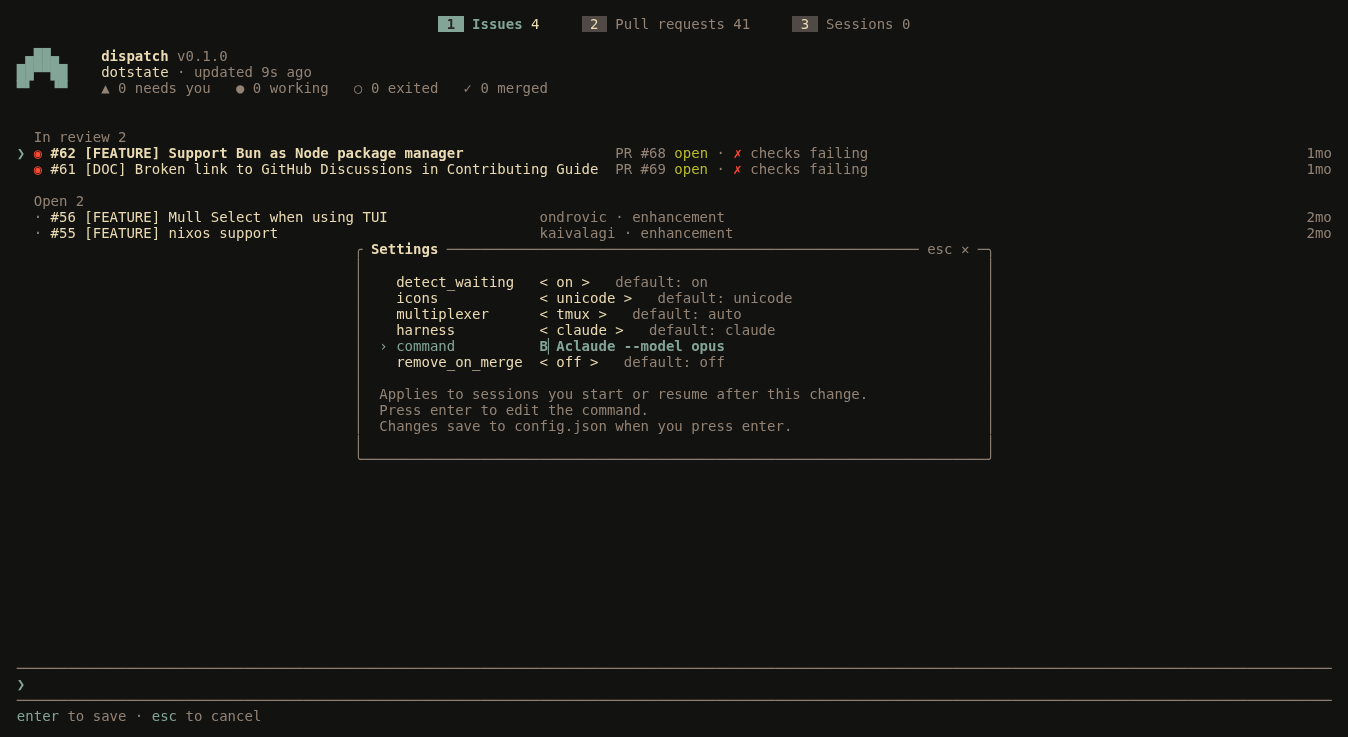 1 Issues 4 2 Pull requests 41 3 Sessions 0
dispatch v0.1.0
dotstate · updated 9s ago
▲ 0 needs you ● 0 working ○ 0 exited ✓ 0 merged
In review 2
❯ ◉ #62 [FEATURE] Support Bun as Node package manager PR #68 open · ✗ checks failing 1mo
◉ #61 [DOC] Broken link to GitHub Discussions in Contributing Guide PR #69 open · ✗ checks failing 1mo
Open 2
· #56 [FEATURE] Mull Select when using TUI ondrovic · enhancement 2mo
· #55 [FEATURE] nixos support kaivalagi · enhancement 2mo
Settings esc ×
detect_waiting < on > default: on
icons < unicode > default: unicode
multiplexer < tmux > default: auto
harness < claude > default: claude
› command B Aclaude --model opus
remove_on_merge < off > default: off
Applies to sessions you start or resume after this change.
Press enter to edit the command.
Changes save to config.json when you press enter.
❯
enter to save · esc to cancel